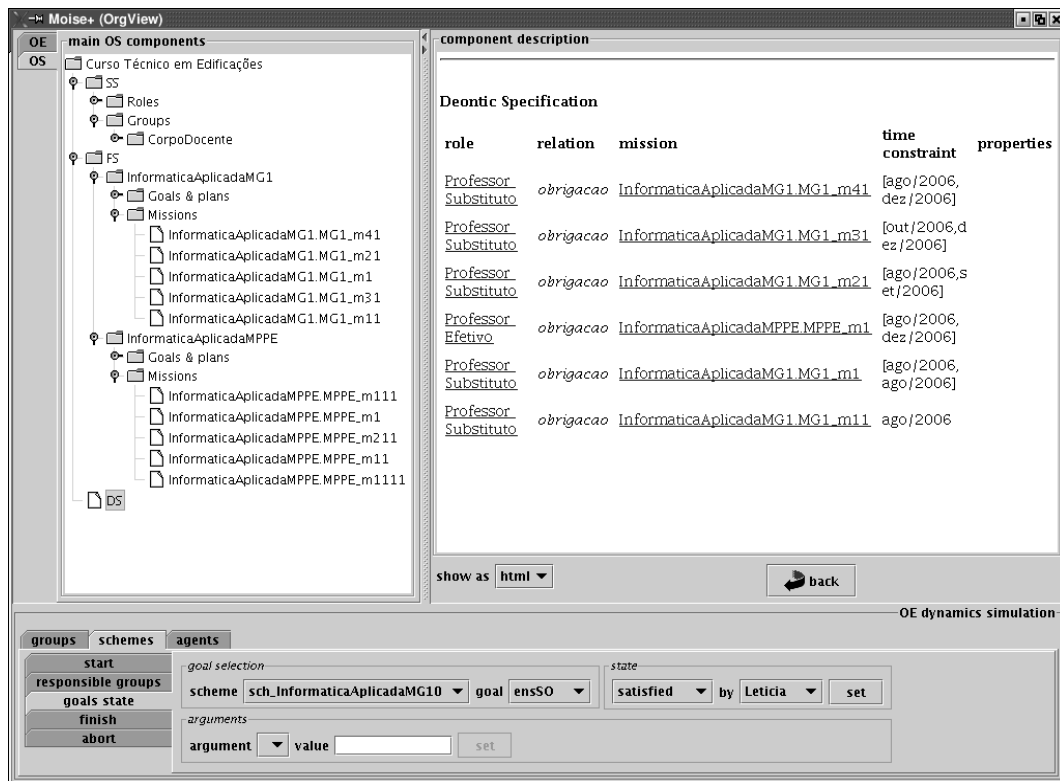 Moise+ (OrgView)
OE
OS
main OS components
Curso Técnico em Edificações
SS
Roles
Groups
CorpoDocente
FS
InformaticaAplicadaMG1
Goals & plans
Missions
InformaticaAplicadaMG1.MG1_m41
InformaticaAplicadaMG1.MG1_m21
InformaticaAplicadaMG1.MG1_m1
InformaticaAplicadaMG1.MG1_m31
InformaticaAplicadaMG1.MG1_m11
InformaticaAplicadaMPPE
Goals & plans
Missions
InformaticaAplicadaMPPE.MPPE_m111
InformaticaAplicadaMPPE.MPPE_m1
InformaticaAplicadaMPPE.MPPE_m211
InformaticaAplicadaMPPE.MPPE_m11
InformaticaAplicadaMPPE.MPPE_m1111
DS
component description
Deontic Specification
role relation mission time constraint properties
Professor Substituto obrigacao InformaticaAplicadaMG1.MG1_m41 [ago/2006, dez/2006]
Professor Substituto obrigacao InformaticaAplicadaMG1.MG1_m31 [out/2006,d ez/2006]
Professor Substituto obrigacao InformaticaAplicadaMG1.MG1_m21 [ago/2006,s et/2006]
Professor Efetivo obrigacao InformaticaAplicadaMPPE.MPPE_m1 [ago/2006, dez/2006]
Professor Substituto obrigacao InformaticaAplicadaMG1.MG1_m1 [ago/2006, ago/2006]
Professor Substituto obrigacao InformaticaAplicadaMG1.MG1_m11 ago/2006
show as html back
OE dynamics simulation
groups schemes agents
start
responsible groups
goals state
finish
abort
goal selection
scheme sch_InformaticaAplicadaMG10 goal ensSO
state
satisfied by Leticia set
arguments
argument value set